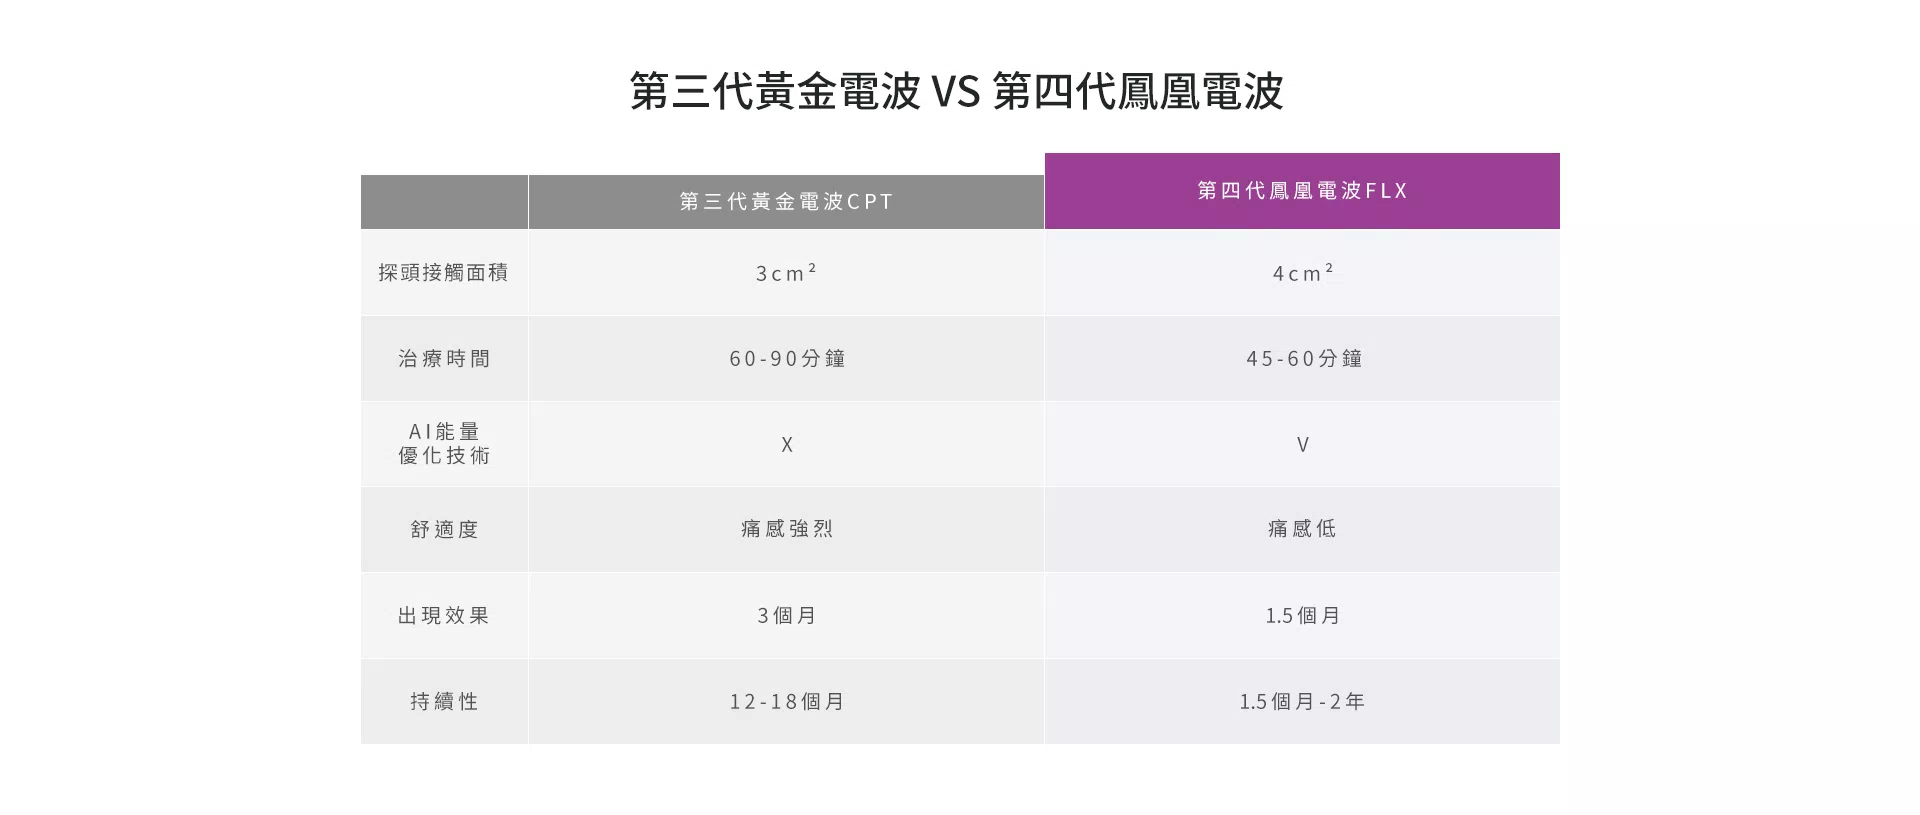 第三代黃金電波 VS 第四代鳳凰電波
第三代黃金電波CPT
第四代鳳凰電波FLX
探頭接觸面積
3cm²
4cm²
治療時間
60-90分鐘
45-60分鐘
AI能量
優化技術
X
V
舒適度
痛感強烈
痛感低
出現效果
3個月
1.5個月
持續性
12-18個月
1.5個月-2年